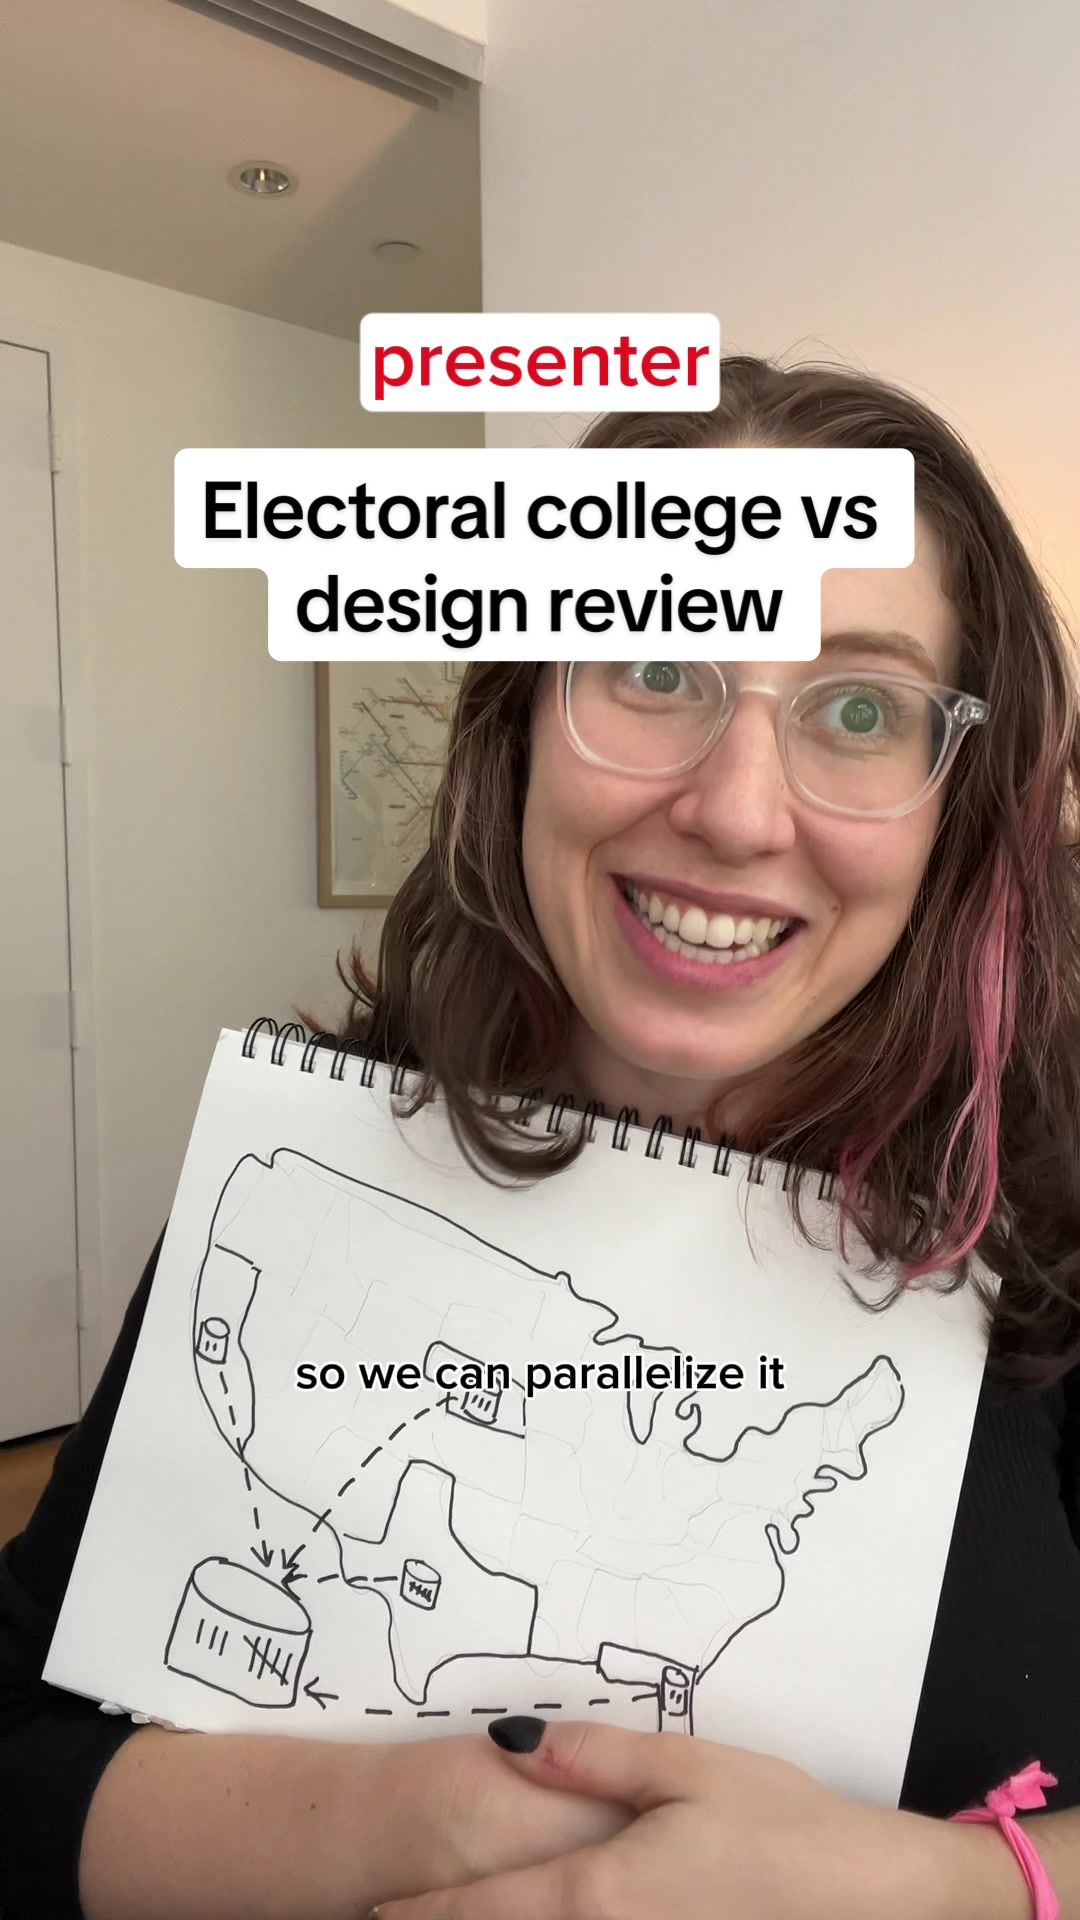 presenter
Electoral college vs
design review
so we can parallelize it